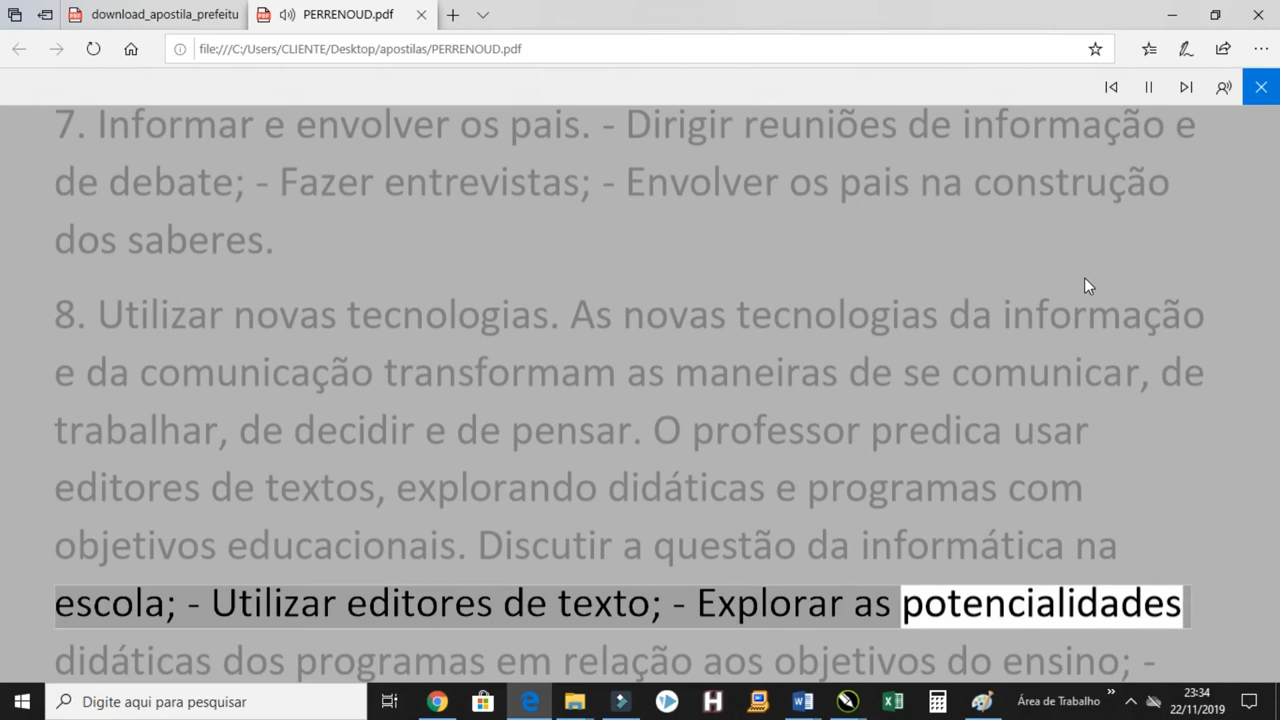 download_apostila_prefeitu
PERRENOUD.pdf
file:///C:/Users/CLIENTE/Desktop/apostilas/PERRENOUD.pdf
7. Informar e envolver os pais. - Dirigir reuniões de informação e
de debate; - Fazer entrevistas; - Envolver os pais na construção
dos saberes.
8. Utilizar novas tecnologias. As novas tecnologias da informação
e da comunicação transformam as maneiras de se comunicar, de
trabalhar, de decidir e de pensar. O professor predica usar
editores de textos, explorando didáticas e programas com
objetivos educacionais. Discutir a questão da informática na
escola; - Utilizar editores de texto; - Explorar as potencialidades
didáticas dos programas em relação aos objetivos do ensino; -
Digite aqui para pesquisar
Área de Trabalho
23:34
22/11/2019